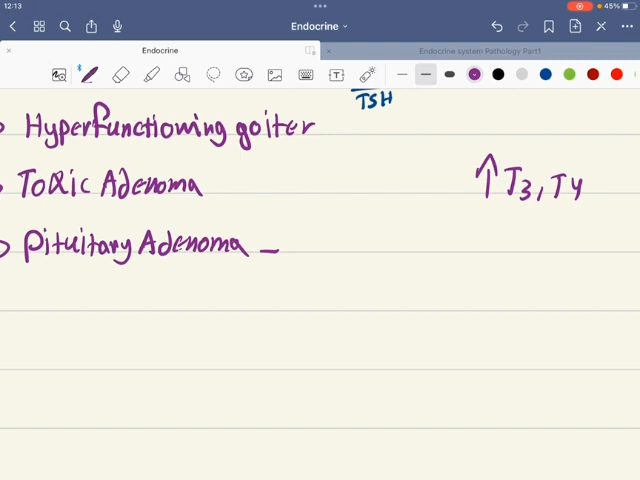 12:13
45%
Endocrine
Endocrine
Endocrine system Pathology Part1
TSH
Hyperfunctioning goiter
Toxic Adenoma
↑ T3, T4
Pituitary Adenoma —